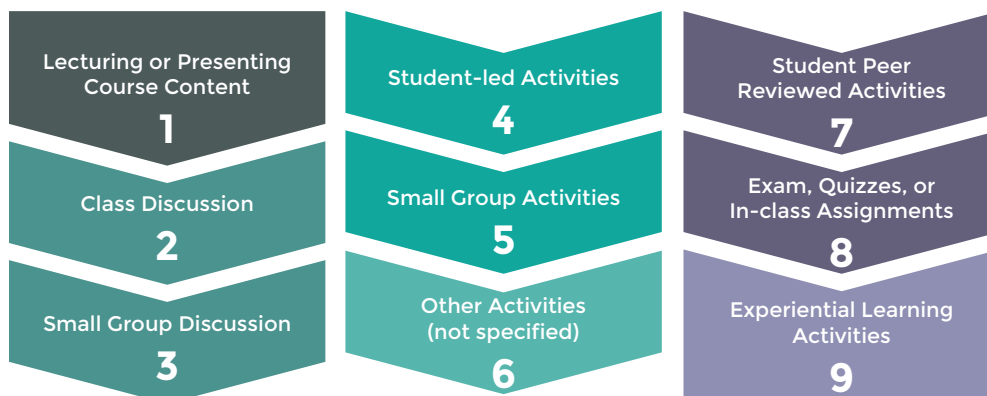 Lecturing or Presenting
Course Content
1
Class Discussion
2
Small Group Discussion
3
Student-led Activities
4
Small Group Activities
5
Other Activities
(not specified)
6
Student Peer
Reviewed Activities
7
Exam, Quizzes, or
In-class Assignments
8
Experiential Learning
Activities
9